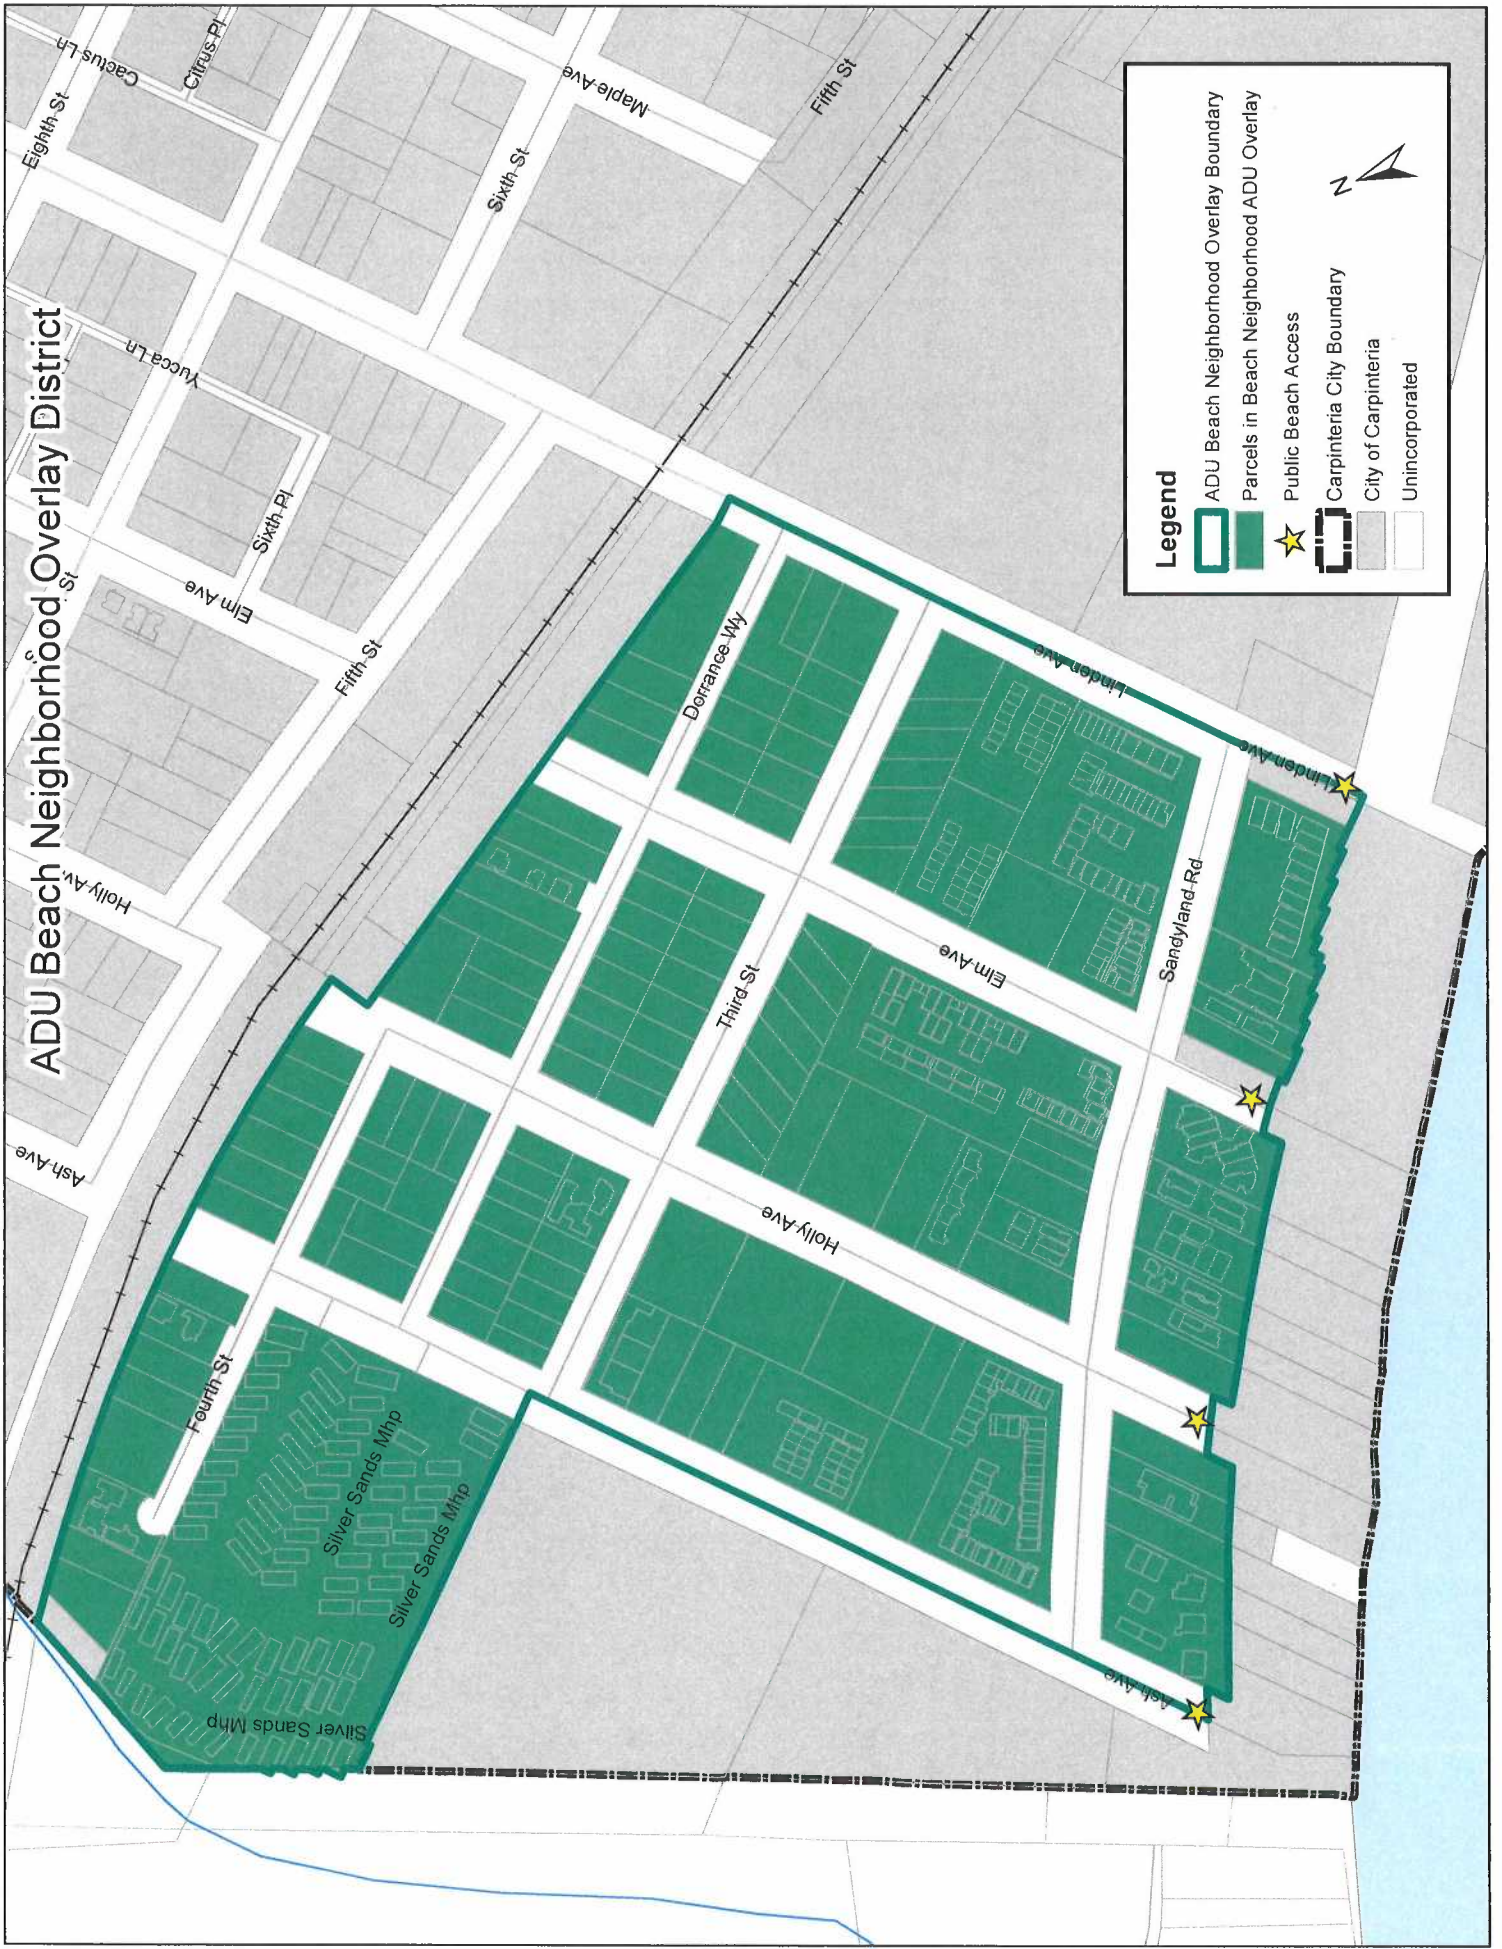 ADU Beach Neighborhood Overlay District
Eighth St
Cactus Ln
Citrus Pl
Maple Ave
Fifth St
Sixth St
Yucca Ln
St
Sixth Pl
Elm Ave
Fifth St
Holly Av
Ash Ave
Dorrance Wy
Linden Ave
Linden Ave
Third St
Elm Ave
Sandyland Rd
Holly Ave
Fourth St
Silver Sands Mhp
Silver Sands Mhp
Silver Sands Mhp
Ash Ave
Legend
ADU Beach Neighborhood Overlay Boundary
Parcels in Beach Neighborhood ADU Overlay
Public Beach Access
Carpinteria City Boundary
City of Carpinteria
Unincorporated
N